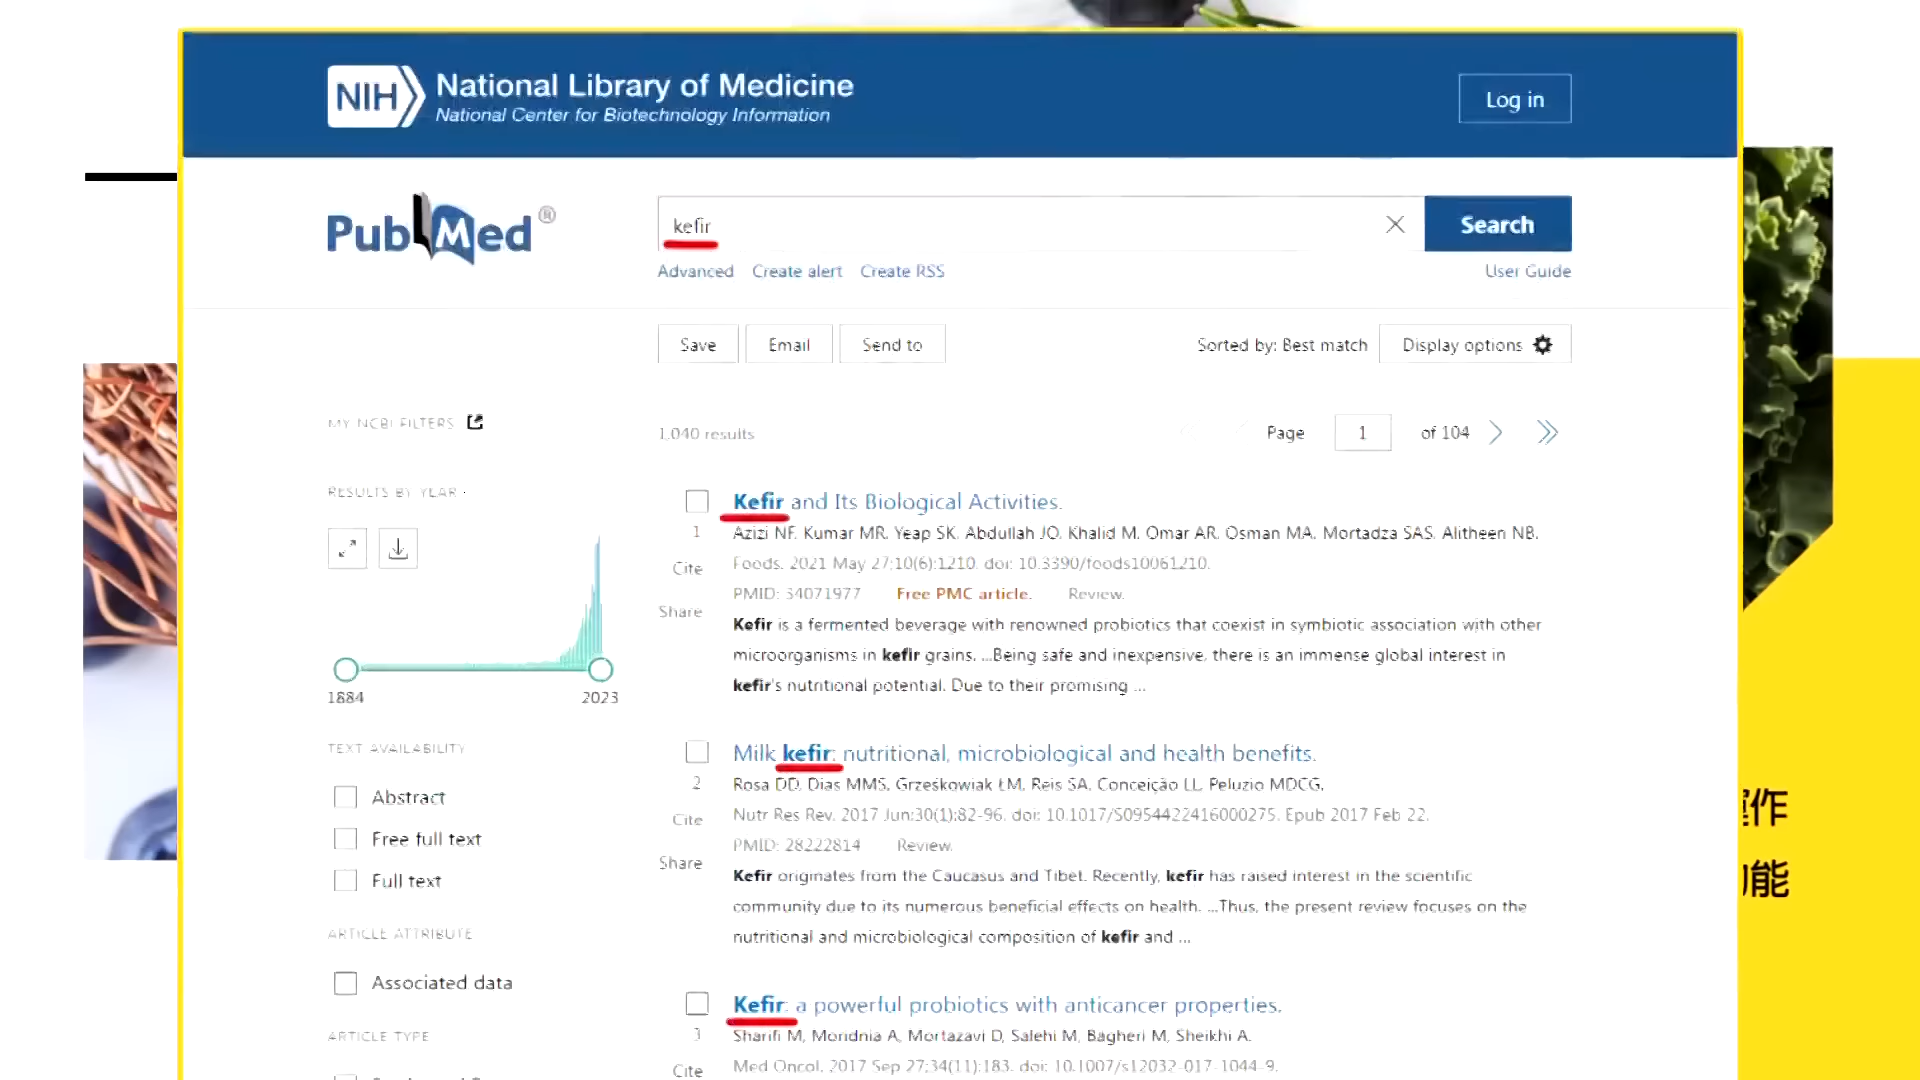 NIH National Library of Medicine
National Center for Biotechnology Information
Log in
PubMed®
kefir
Search
Advanced Create alert Create RSS
User Guide
Save Email Send to
Sorted by: Best match Display options
MY NCBI FILTERS
1,040 results
Page 1 of 104
RESULTS BY YEAR
1884 2023
TEXT AVAILABILITY
Abstract
Free full text
Full text
ARTICLE ATTRIBUTE
Associated data
ARTICLE TYPE
Kefir and Its Biological Activities.
1
Azizi NF, Kumar MR, Yeap SK, Abdullah JO, Khalid M, Omar AR, Osman MA, Mortadza SAS, Alitheen NB.
Cite
Foods. 2021 May 27;10(6):1210. doi: 10.3390/foods10061210.
PMID: 34071977 Free PMC article. Review.
Share
Kefir is a fermented beverage with renowned probiotics that coexist in symbiotic association with other
microorganisms in kefir grains. ...Being safe and inexpensive, there is an immense global interest in
kefir's nutritional potential. Due to their promising ...
Milk kefir: nutritional, microbiological and health benefits.
2
Rosa DD, Dias MMS, Grześkowiak ŁM, Reis SA, Conceição LL, Peluzio MDCG.
Cite
Nutr Res Rev. 2017 Jun;30(1):82-96. doi: 10.1017/S0954422416000275. Epub 2017 Feb 22.
PMID: 28222814 Review.
Share
Kefir originates from the Caucasus and Tibet. Recently, kefir has raised interest in the scientific
community due to its numerous beneficial effects on health. ...Thus, the present review focuses on the
nutritional and microbiological composition of kefir and ...
Kefir: a powerful probiotics with anticancer properties.
3
Sharifi M, Moridnia A, Mortazavi D, Salehi M, Bagheri M, Sheikhi A.
Cite
Med Oncol. 2017 Sep 27;34(11):183. doi: 10.1007/s12032-017-1044-9.
作
能